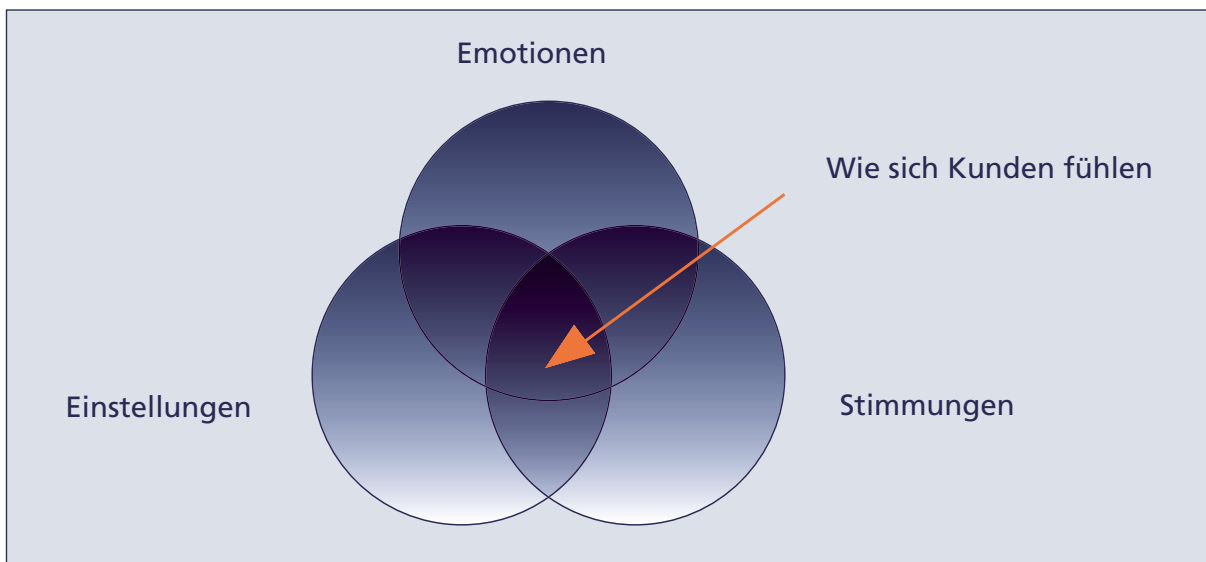 Emotionen
Wie sich Kunden fühlen
Einstellungen
Stimmungen